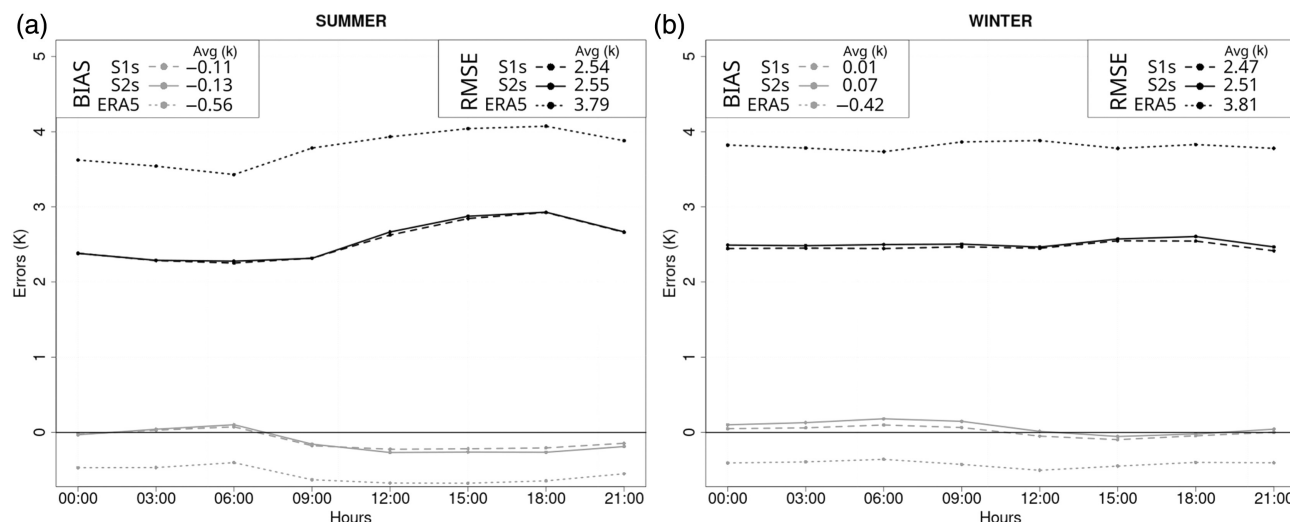 (a) SUMMER
BIAS
Avg (k)
S1s −0.11
S2s −0.13
ERA5 −0.56
RMSE
Avg (k)
S1s 2.54
S2s 2.55
ERA5 3.79
Errors (K)
5
4
3
2
1
0
00:00 03:00 06:00 09:00 12:00 15:00 18:00 21:00
Hours
(b) WINTER
BIAS
Avg (k)
S1s 0.01
S2s 0.07
ERA5 −0.42
RMSE
Avg (k)
S1s 2.47
S2s 2.51
ERA5 3.81
Errors (K)
5
4
3
2
1
0
00:00 03:00 06:00 09:00 12:00 15:00 18:00 21:00
Hours